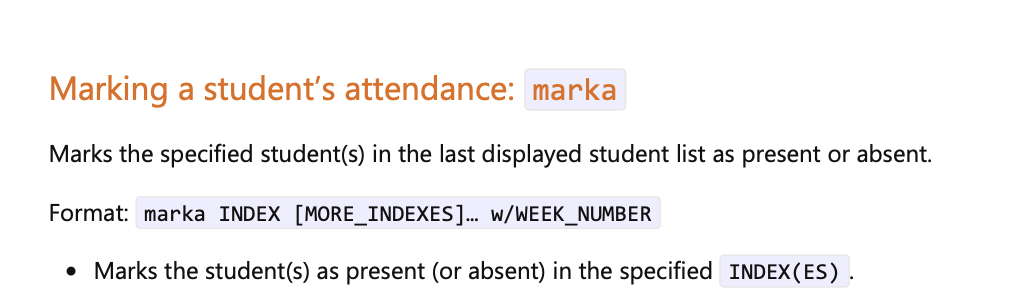 Marking a student’s attendance: marka
Marks the specified student(s) in the last displayed student list as present or absent.
Format: marka INDEX [MORE_INDEXES]… w/WEEK_NUMBER
• Marks the student(s) as present (or absent) in the specified INDEX(ES).